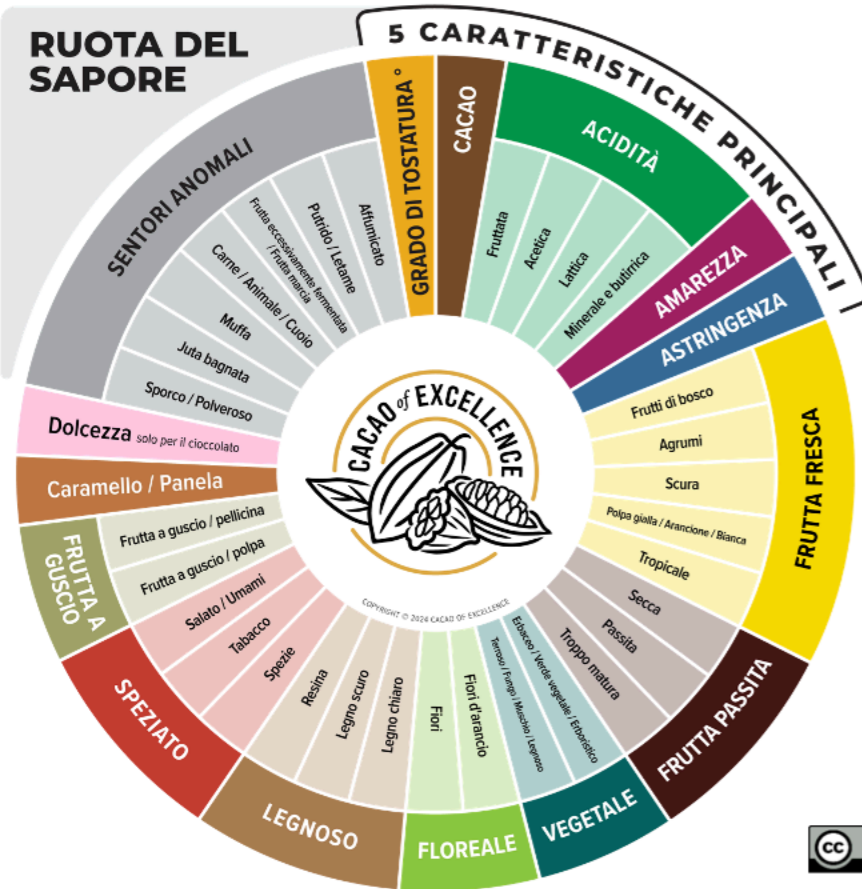 RUOTA DEL
SAPORE
5 CARATTERISTICHE PRINCIPALI
GRADO DI TOSTATURA °
CACAO
ACIDITÀ
Fruttata
Acetica
Lattica
Minerale e butirrica
AMAREZZA
ASTRINGENZA
FRUTTA FRESCA
Frutti di bosco
Agrumi
Scura
Polpa gialla / Arancione / Bianca
Tropicale
FRUTTA PASSITA
Secca
Passita
Troppo matura
VEGETALE
Erbaceo / Verde vegetale / Erboristico
Terroso / Fungo / Muschio / Legnoso
FLOREALE
Fiori d'arancio
Fiori
LEGNOSO
Legno chiaro
Legno scuro
Resina
SPEZIATO
Spezie
Tabacco
Salato / Umami
FRUTTA A
GUSCIO
Frutta a guscio / polpa
Frutta a guscio / pellicina
Caramello / Panela
Dolcezza solo per il cioccolato
SENTORI ANOMALI
Sporco / Polveroso
Juta bagnata
Muffa
Carne / Animale / Cuoio
Frutta eccessivamente fermentata
/ Frutta marcia
Putrido / Letame
Affumicato
CACAO of EXCELLENCE
COPYRIGHT © 2024 CACAO OF EXCELLENCE
cc